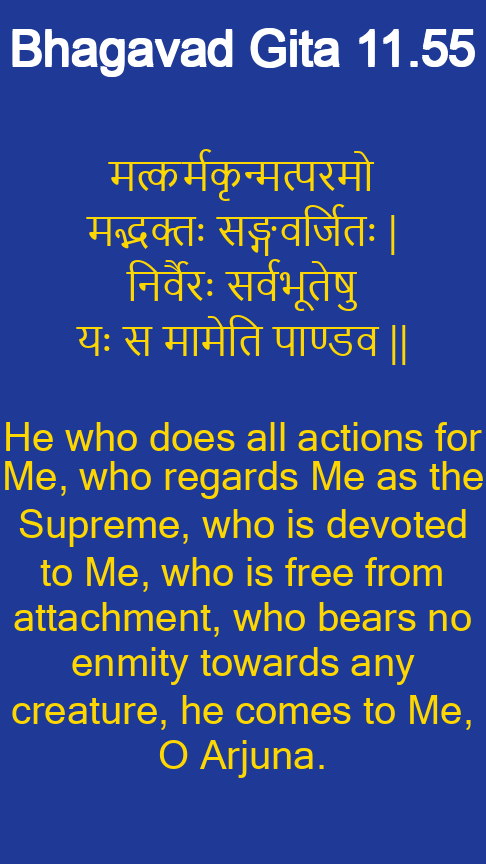 Bhagavad Gita 11.55
मत्कर्मकृन्मत्परमो
मद्भक्तः सङ्गवर्जितः |
निर्वैरः सर्वभूतेषु
यः स मामेति पाण्डव ||
He who does all actions for
Me, who regards Me as the
Supreme, who is devoted
to Me, who is free from
attachment, who bears no
enmity towards any
creature, he comes to Me,
O Arjuna.